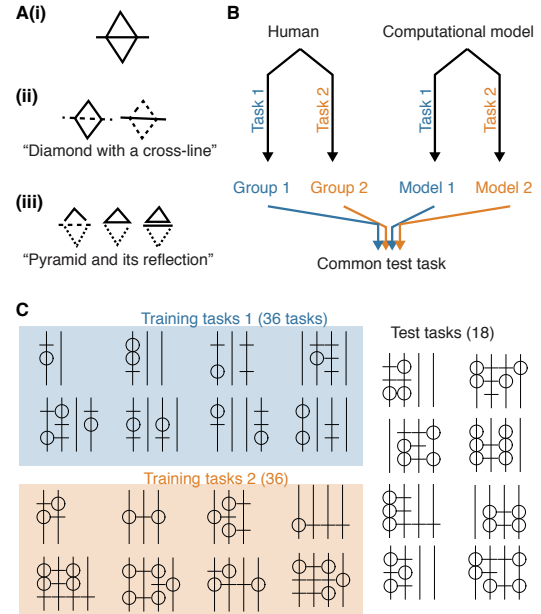 A(i)
(ii)
"Diamond with a cross-line"
(iii)
"Pyramid and its reflection"
B
Human
Computational model
Task 1
Task 2
Task 1
Task 2
Group 1
Group 2
Model 1
Model 2
Common test task
C
Training tasks 1 (36 tasks)
Test tasks (18)
Training tasks 2 (36)